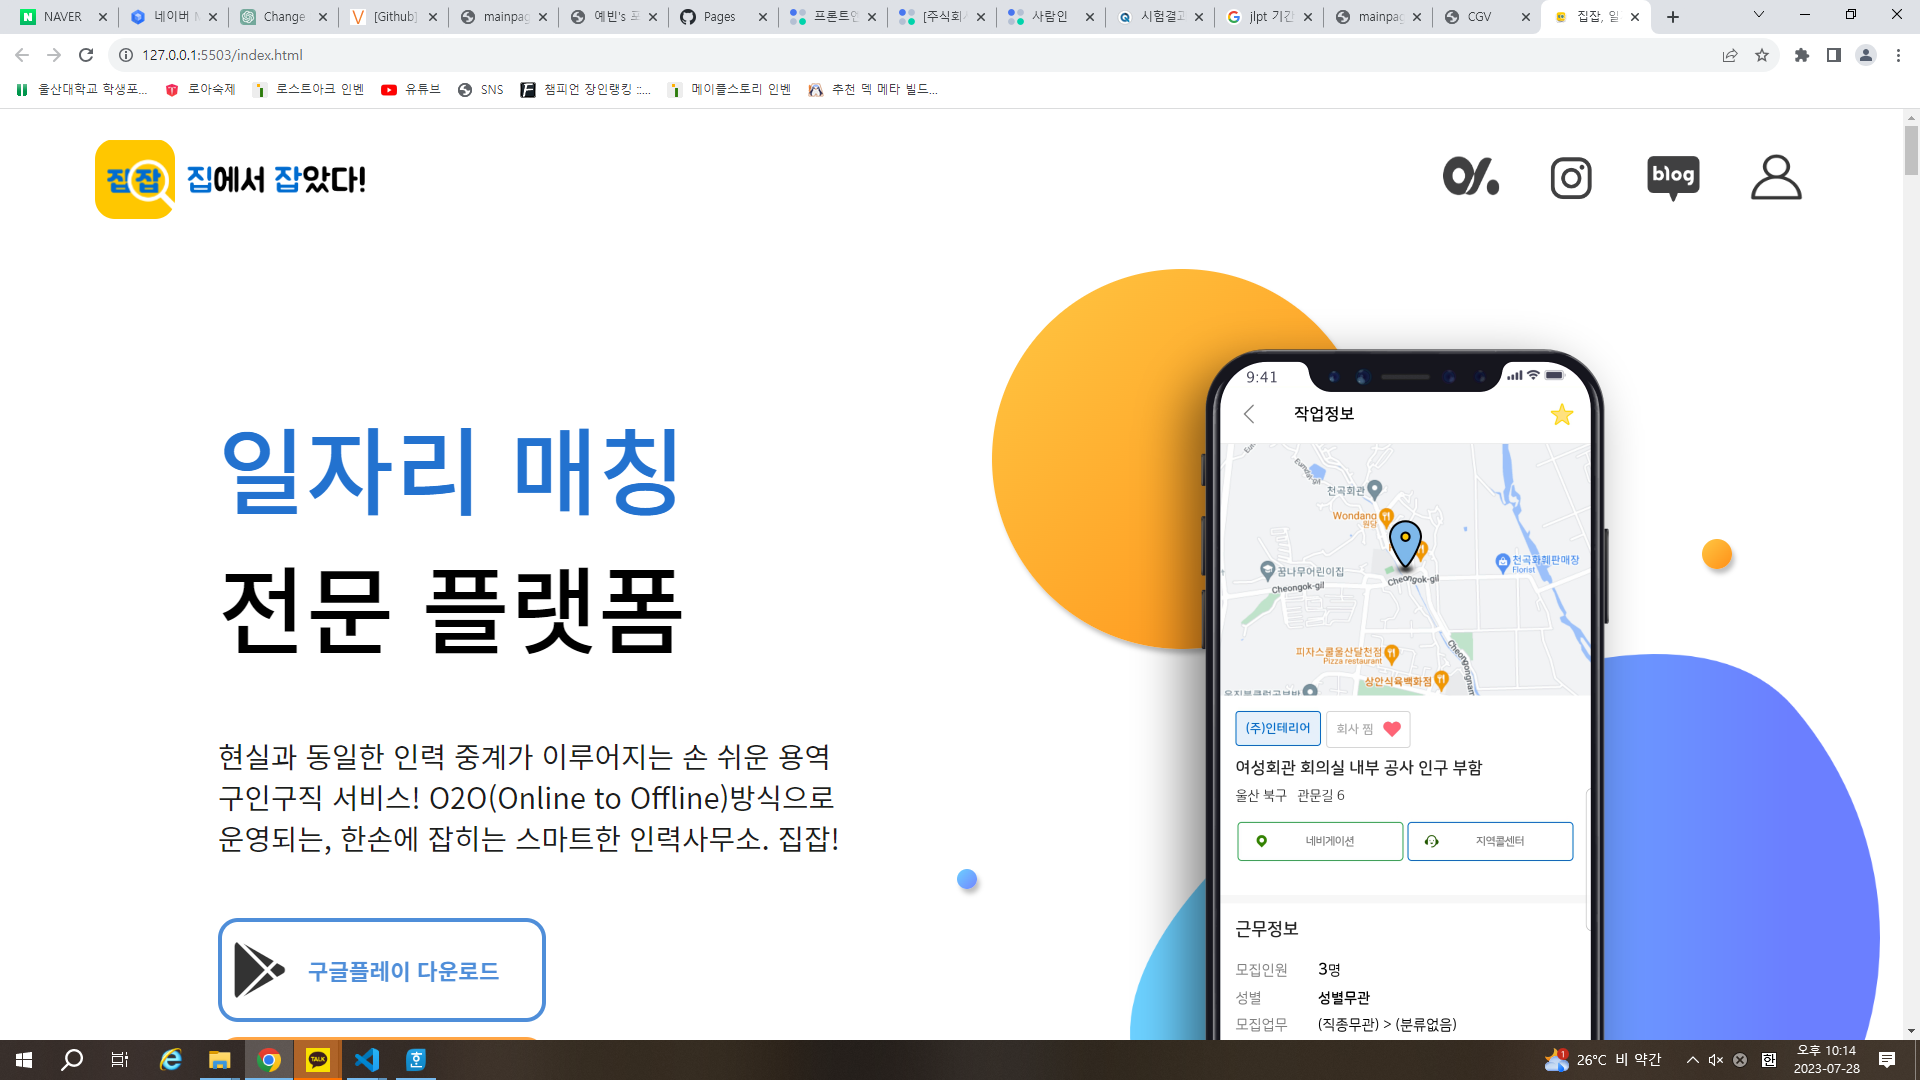 NAVER
네이버 M
Change
[Github]
mainpag
예빈's 포
Pages
프론트엔
[주식회사
사람인
시험결과
jlpt 기간
mainpag
CGV
집잡, 일
127.0.0.1:5503/index.html
울산대학교 학생포...
로아숙제
로스트아크 인벤
유튜브
SNS
챔피언 장인랭킹 ::...
메이플스토리 인벤
추천 덱 메타 빌드...
집잡 집에서 잡았다!
blog
일자리 매칭
전문 플랫폼
현실과 동일한 인력 중계가 이루어지는 손 쉬운 용역
구인구직 서비스! O2O(Online to Offline)방식으로
운영되는, 한손에 잡히는 스마트한 인력사무소. 집잡!
구글플레이 다운로드
9:41
작업정보
Eumdalgil-gil
천곡회관
Wondang
원당
천곡화훼판매장
Florist
꿈나무어린이집
Cheongok-gil
Cheongok-gil
피자스쿨울산달천점
Pizza restaurant
Cheongongnam
상안식육백화점
(주)인테리어
회사 찜
여성회관 회의실 내부 공사 인구 부함
울산 북구 관문길 6
네비게이션
지역콜센터
근무정보
모집인원 3명
성별 성별무관
모집업무 (직종무관) > (분류없음)
TALK
1
26°C 비 약간
한
오후 10:14
2023-07-28